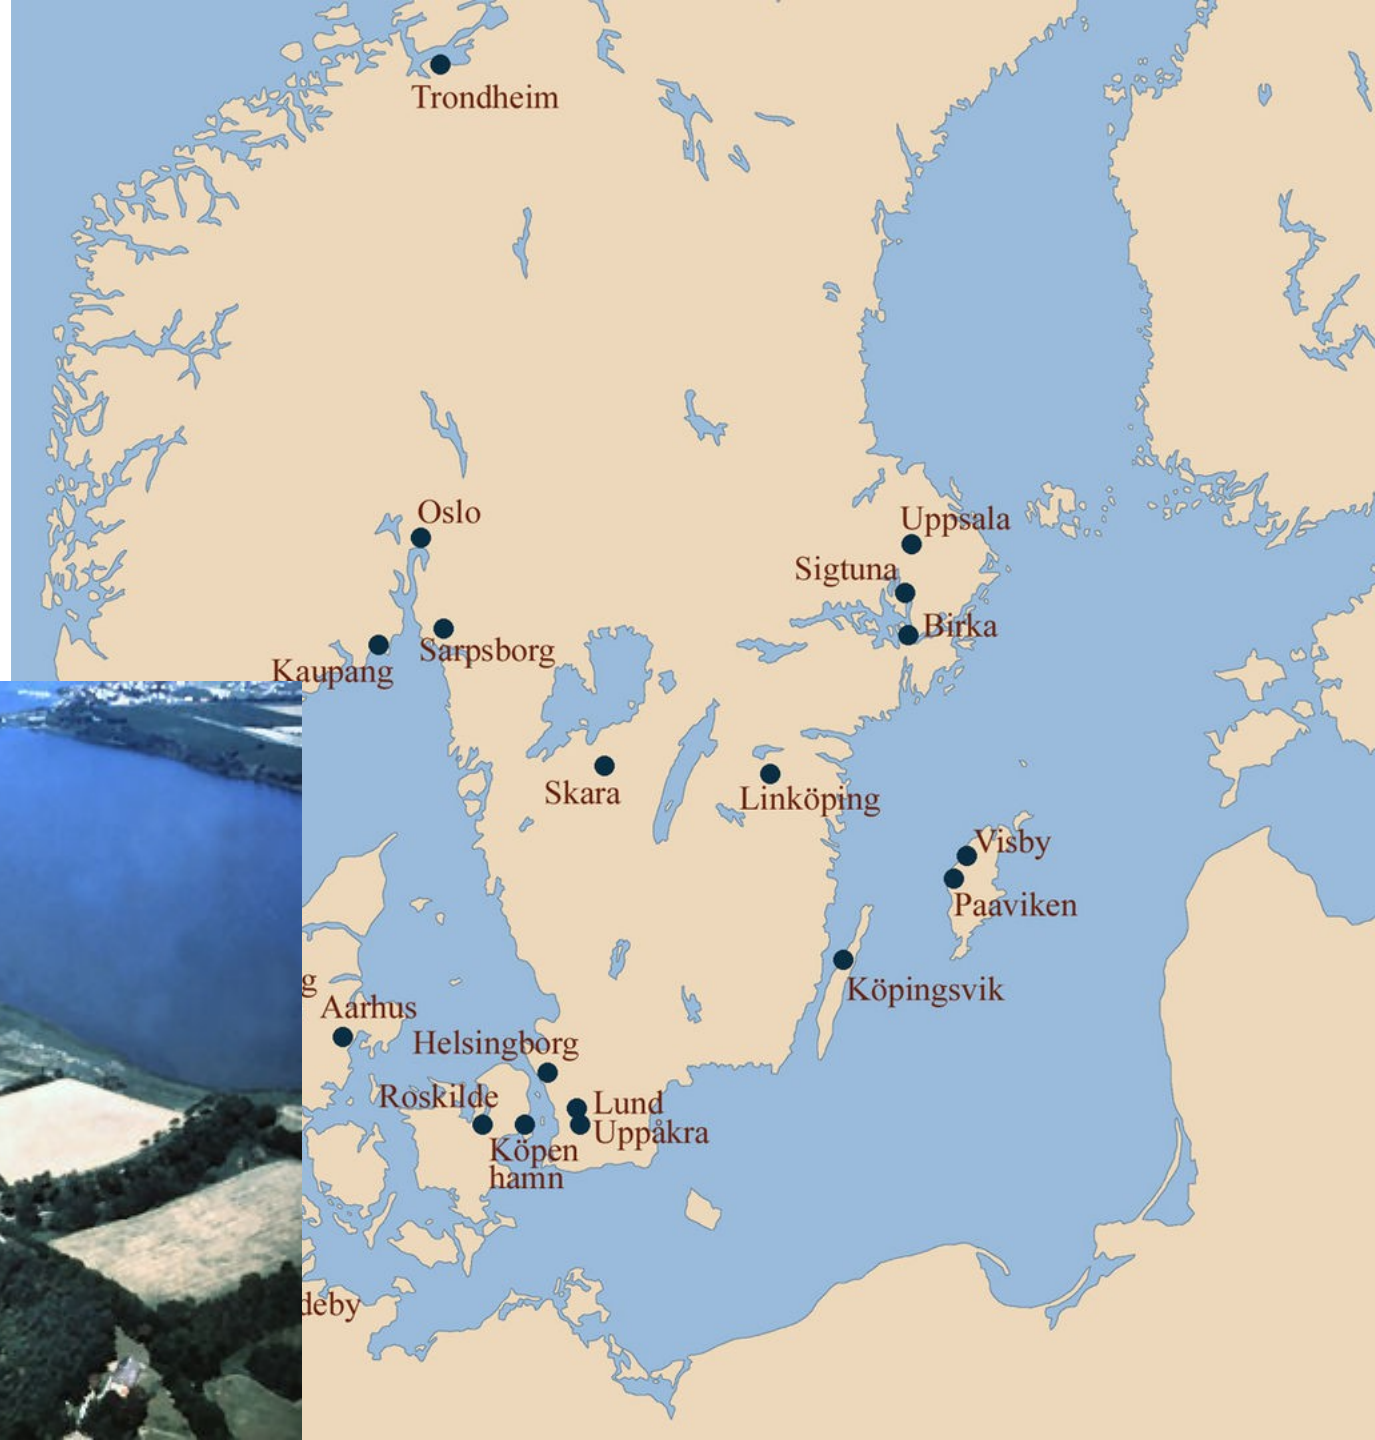 Trondheim
Oslo
Uppsala
Sigtuna
Birka
Sarpsborg
Kaupang
Skara
Linköping
Visby
Paaviken
g
Köpingsvik
Aarhus
Helsingborg
Roskilde
Lund
Uppåkra
Köpen
hamn
deby